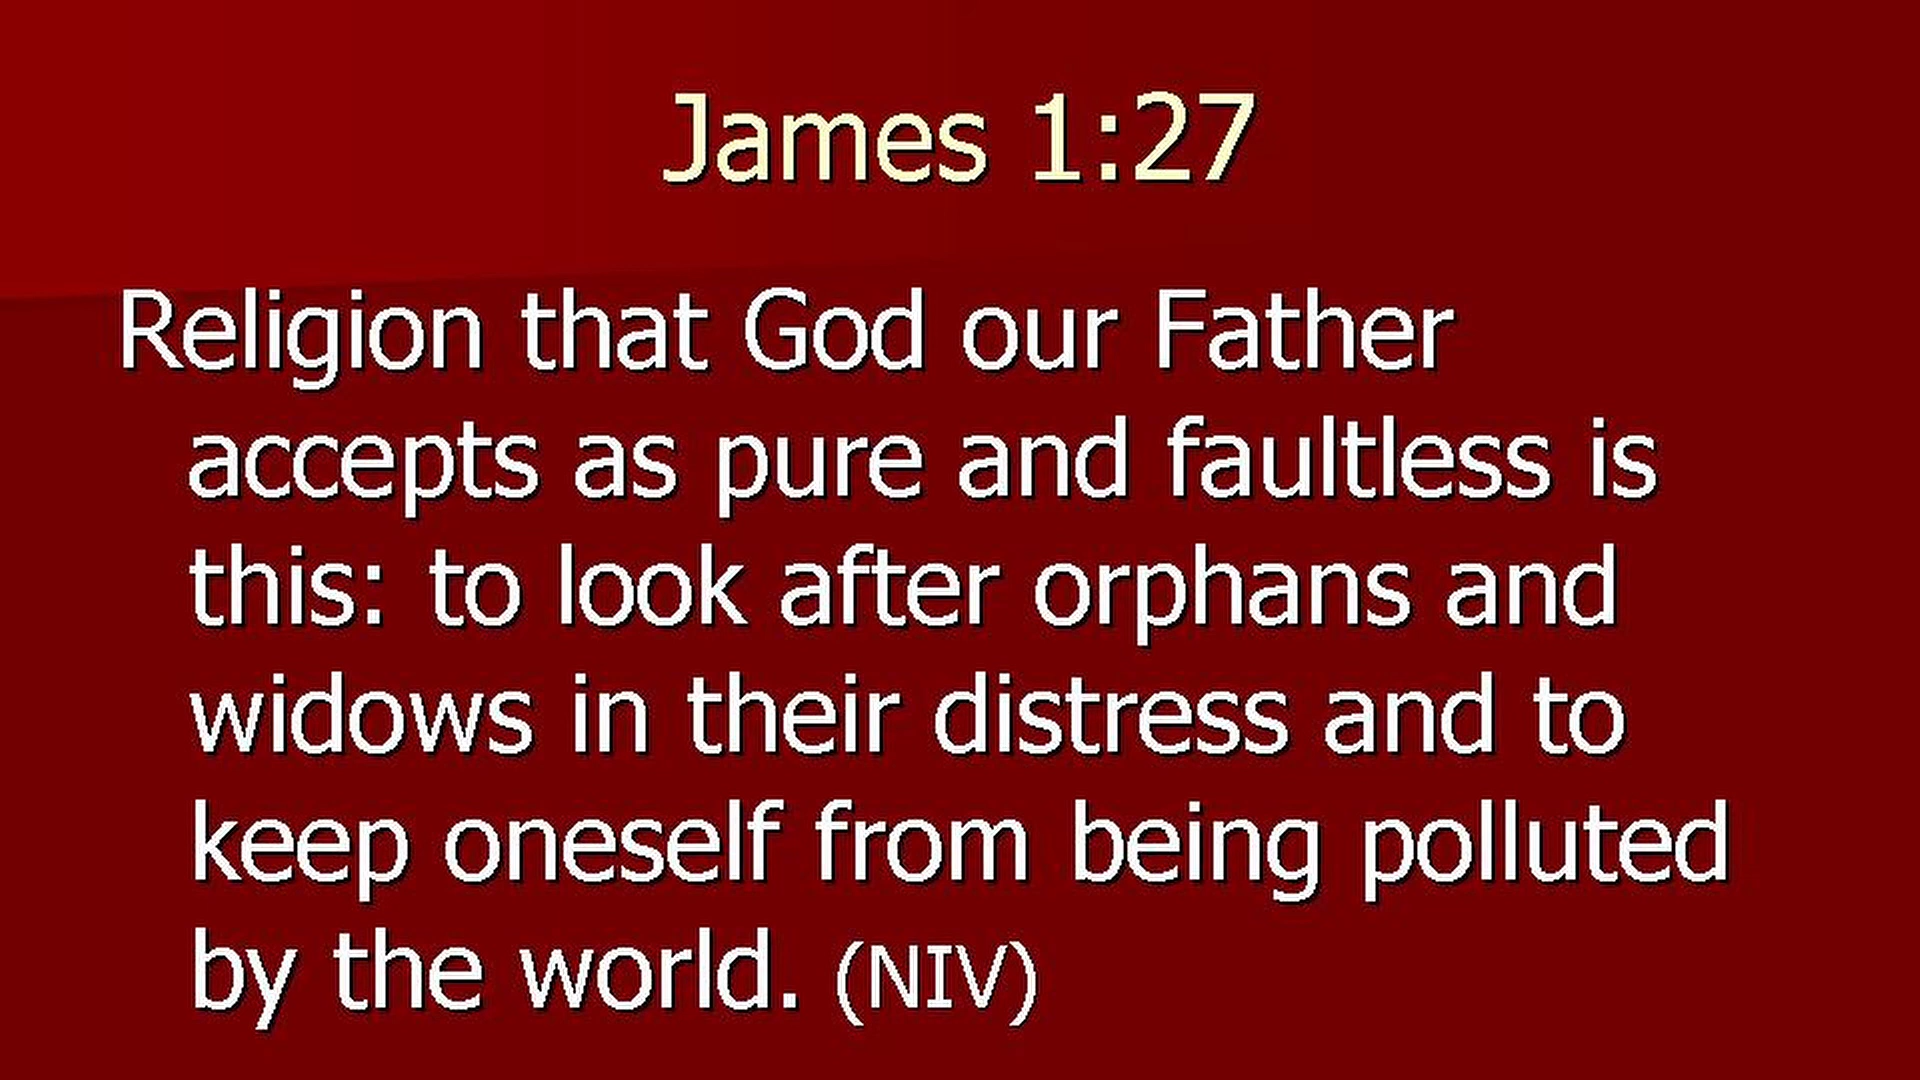 James 1:27
Religion that God our Father
accepts as pure and faultless is
this: to look after orphans and
widows in their distress and to
keep oneself from being polluted
by the world. (NIV)